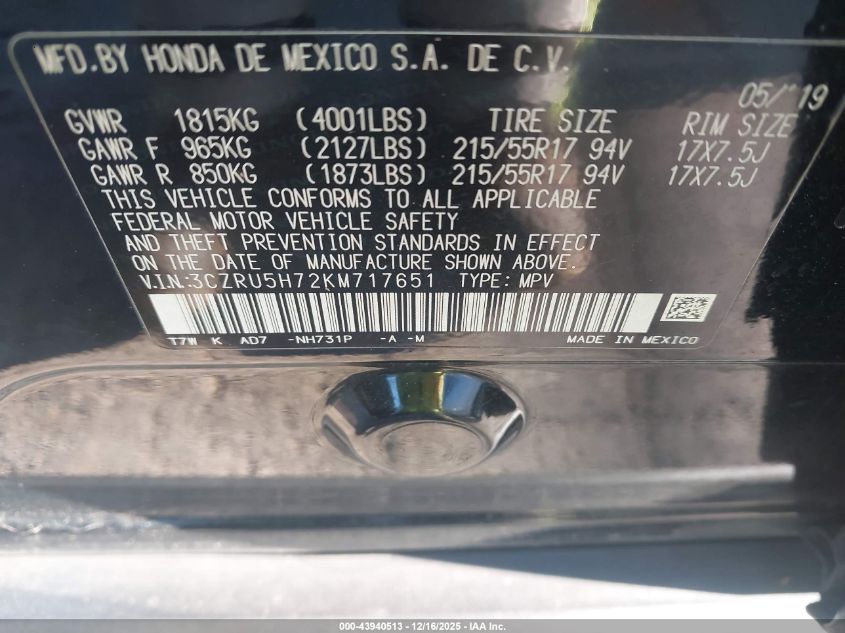 MFD.BY HONDA DE MEXICO S.A. DE C.V.
05/19
GVWR 1815KG (4001LBS) TIRE SIZE RIM SIZE
GAWR F 965KG (2127LBS) 215/55R17 94V 17X7.5J
GAWR R 850KG (1873LBS) 215/55R17 94V 17X7.5J
THIS VEHICLE CONFORMS TO ALL APPLICABLE
FEDERAL MOTOR VEHICLE SAFETY
AND THEFT PREVENTION STANDARDS IN EFFECT
ON THE DATE OF MANUFACTURE SHOWN ABOVE.
V.I.N:3CZRU5H72KM717651 TYPE: MPV
T7W K AD7 -NH731P -A -M MADE IN MEXICO
000-43940513 - 12/16/2025 - IAA Inc.